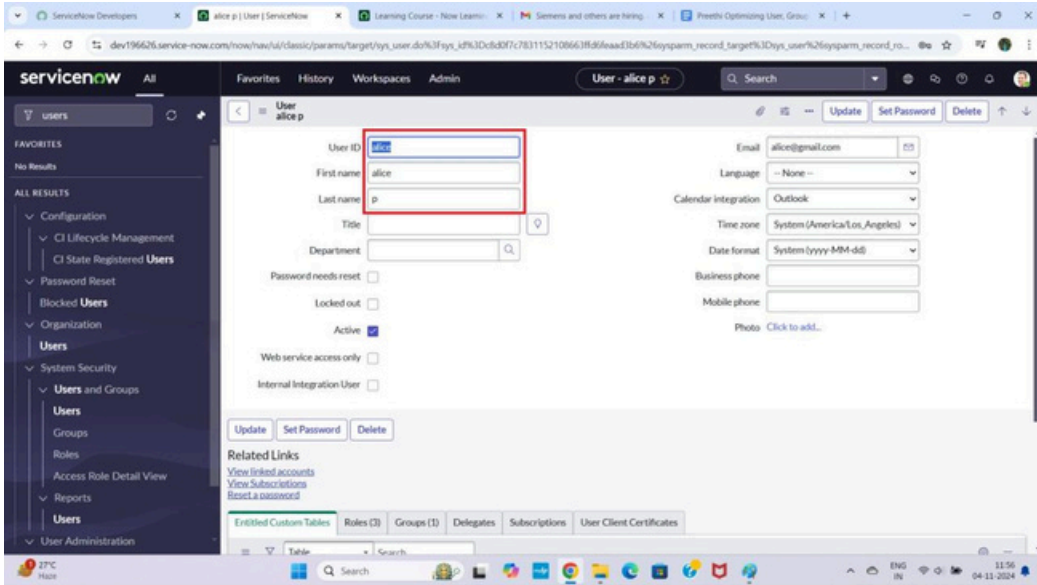 ServiceNow Developers
alice p | User | ServiceNow
Learning Course - Now Learnin
Siemens and others are hiring.
Preethi Optimizing User, Group
dev196626.service-now.com/now/nav/ui/classic/params/target/sys_user.do%3Fsys_id%3D
servicenow
All
Favorites History Workspaces Admin
User - alice p
Search
users
User
alice p
Update Set Password Delete
FAVORITES
No Results
ALL RESULTS
Configuration
CI Lifecycle Management
CI State Registered Users
Password Reset
Blocked Users
Organization
Users
System Security
Users and Groups
Users
Groups
Roles
Access Role Detail View
Reports
Users
User Administration
User ID alice
First name alice
Last name p
Title
Department
Password needs reset
Locked out
Active
Web service access only
Internal Integration User
Email alice@gmail.com
Language -- None --
Calendar integration Outlook
Time zone System (America/Los_Angeles)
Date format System (yyyy-MM-dd)
Business phone
Mobile phone
Photo Click to add...
Update Set Password Delete
Related Links
View linked accounts
View Subscriptions
Reset a password
Entitled Custom Tables Roles (3) Groups (1) Delegates Subscriptions User Client Certificates
Table Search
27°C
Haze
Search
ENG
IN
11:56
04-11-2024